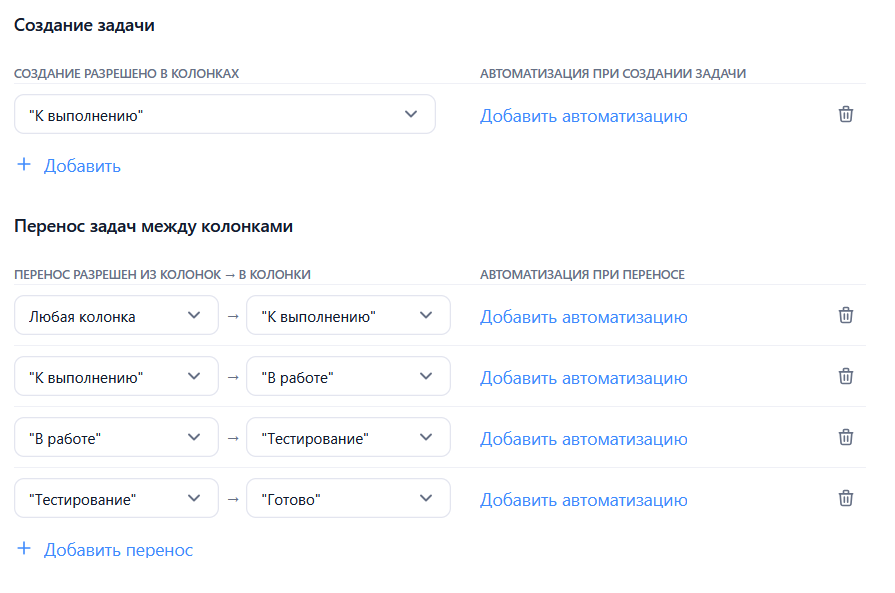 Создание задачи
СОЗДАНИЕ РАЗРЕШЕНО В КОЛОНКАХ АВТОМАТИЗАЦИЯ ПРИ СОЗДАНИИ ЗАДАЧИ
"К выполнению" Добавить автоматизацию
+ Добавить
Перенос задач между колонками
ПЕРЕНОС РАЗРЕШЕН ИЗ КОЛОНОК → В КОЛОНКИ АВТОМАТИЗАЦИЯ ПРИ ПЕРЕНОСЕ
Любая колонка → "К выполнению" Добавить автоматизацию
"К выполнению" → "В работе" Добавить автоматизацию
"В работе" → "Тестирование" Добавить автоматизацию
"Тестирование" → "Готово" Добавить автоматизацию
+ Добавить перенос